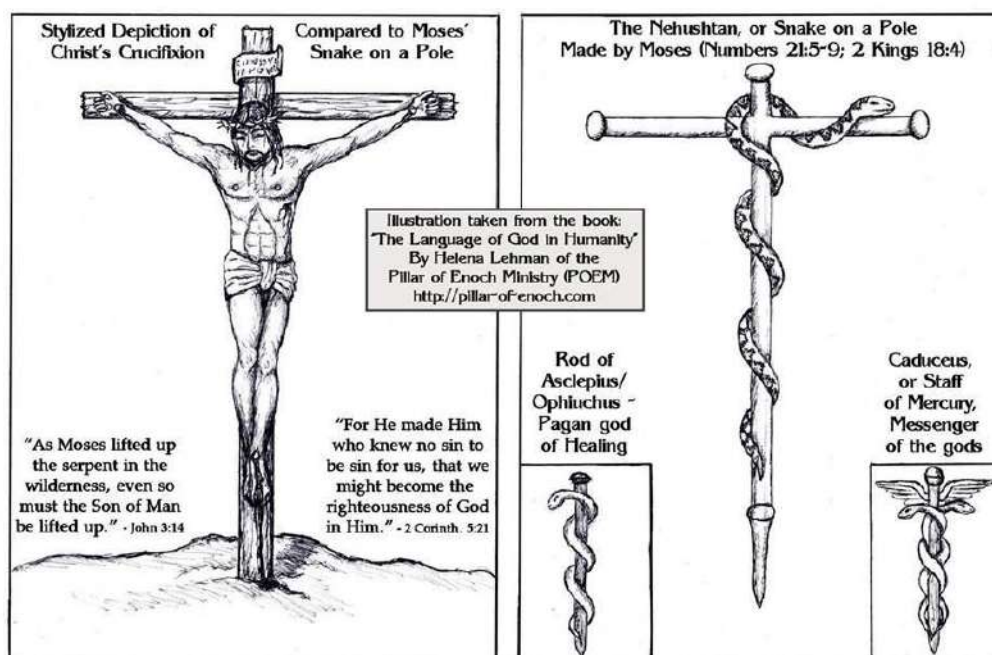 Stylized Depiction of
Christ's Crucifixion
Compared to Moses'
Snake on a Pole
"As Moses lifted up
the serpent in the
wilderness, even so
must the Son of Man
be lifted up." - John 3:14
"For He made Him
who knew no sin to
be sin for us, that we
might become the
righteousness of God
in Him." - 2 Corinth. 5:21
Illustration taken from the book:
"The Language of God in Humanity"
By Helena Lehman of the
Pillar of Enoch Ministry (POEM)
http://pillar-of-enoch.com
The Nehushtan, or Snake on a Pole
Made by Moses (Numbers 21:5-9; 2 Kings 18:4)
Rod of
Asclepius/
Ophiuchus -
Pagan god
of Healing
Caduceus,
or Staff
of Mercury,
Messenger
of the gods